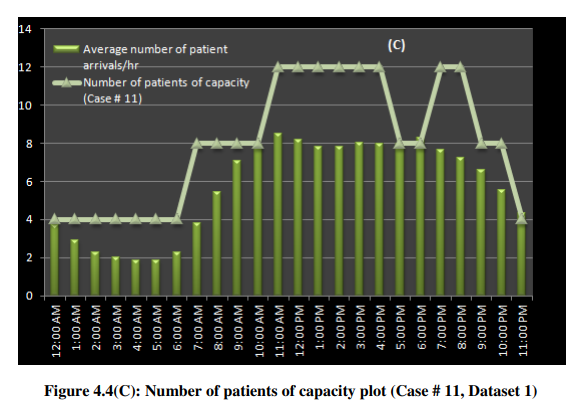 14
12
10
8
6
4
2
0
Average number of patient
arrivals/hr
Number of patients of capacity
(Case # 11)
(C)
12:00 AM
1:00 AM
2:00 AM
3:00 AM
4:00 AM
5:00 AM
6:00 AM
7:00 AM
8:00 AM
9:00 AM
10:00 AM
11:00 AM
12:00 PM
1:00 PM
2:00 PM
3:00 PM
4:00 PM
5:00 PM
6:00 PM
7:00 PM
8:00 PM
9:00 PM
10:00 PM
11:00 PM
Figure 4.4(C): Number of patients of capacity plot (Case # 11, Dataset 1)